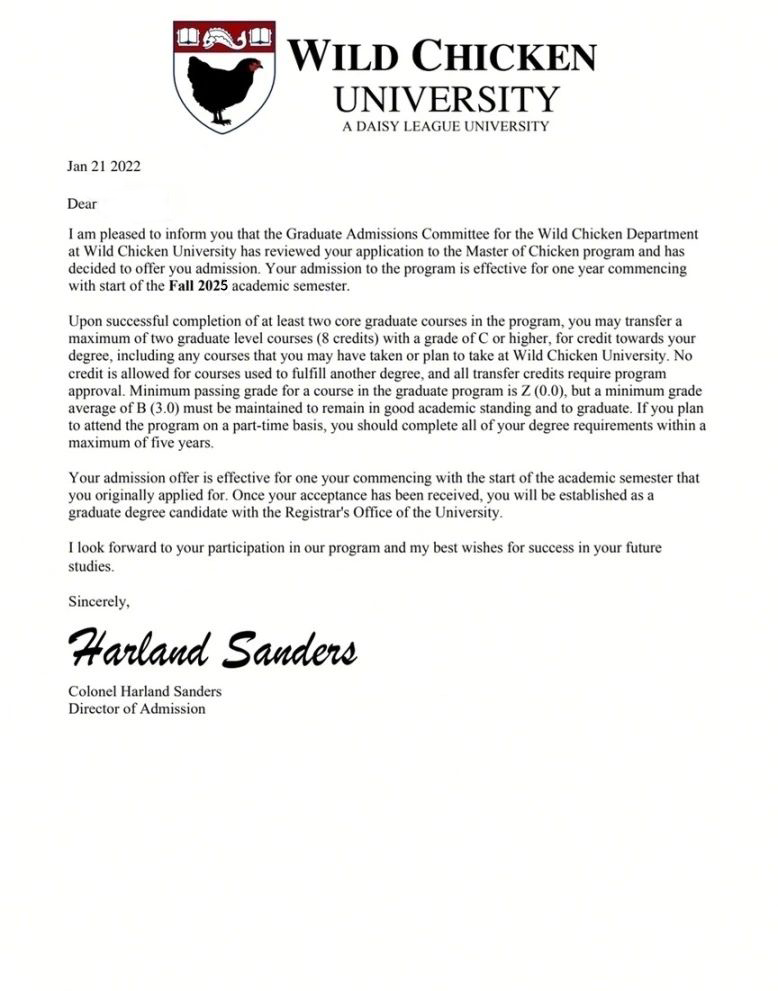 WILD CHICKEN
UNIVERSITY
A DAISY LEAGUE UNIVERSITY
Jan 21 2022
Dear
I am pleased to inform you that the Graduate Admissions Committee for the Wild Chicken Department
at Wild Chicken University has reviewed your application to the Master of Chicken program and has
decided to offer you admission. Your admission to the program is effective for one year commencing
with start of the Fall 2025 academic semester.
Upon successful completion of at least two core graduate courses in the program, you may transfer a
maximum of two graduate level courses (8 credits) with a grade of C or higher, for credit towards your
degree, including any courses that you may have taken or plan to take at Wild Chicken University. No
credit is allowed for courses used to fulfill another degree, and all transfer credits require program
approval. Minimum passing grade for a course in the graduate program is Z (0.0), but a minimum grade
average of B (3.0) must be maintained to remain in good academic standing and to graduate. If you plan
to attend the program on a part-time basis, you should complete all of your degree requirements within a
maximum of five years.
Your admission offer is effective for one your commencing with the start of the academic semester that
you originally applied for. Once your acceptance has been received, you will be established as a
graduate degree candidate with the Registrar's Office of the University.
I look forward to your participation in our program and my best wishes for success in your future
studies.
Sincerely,
Harland Sanders
Colonel Harland Sanders
Director of Admission